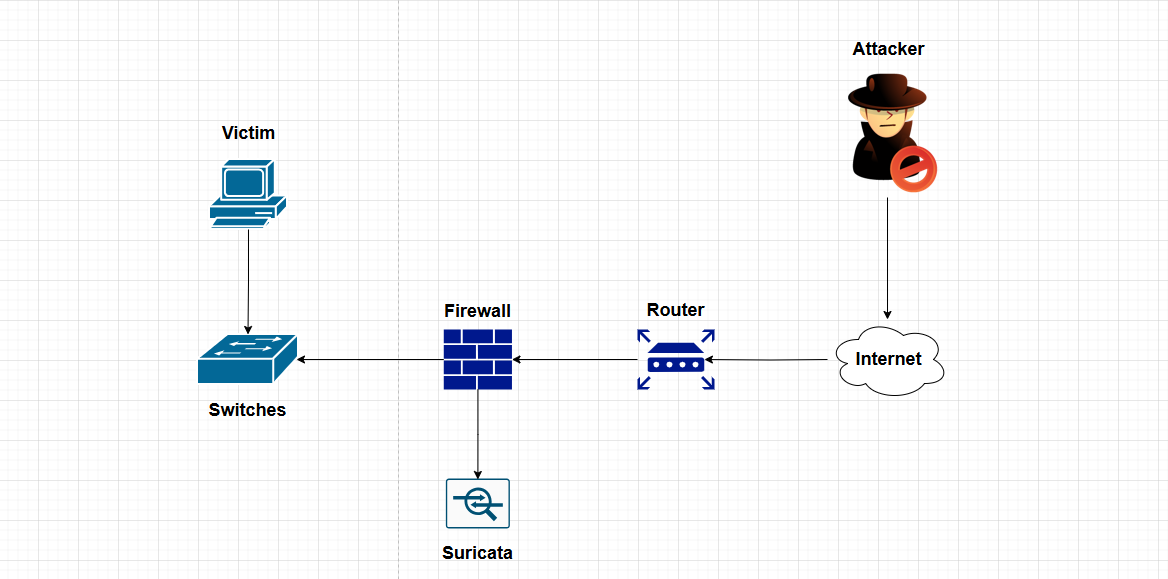 Attacker
Victim
Firewall
Router
Internet
Switches
Suricata